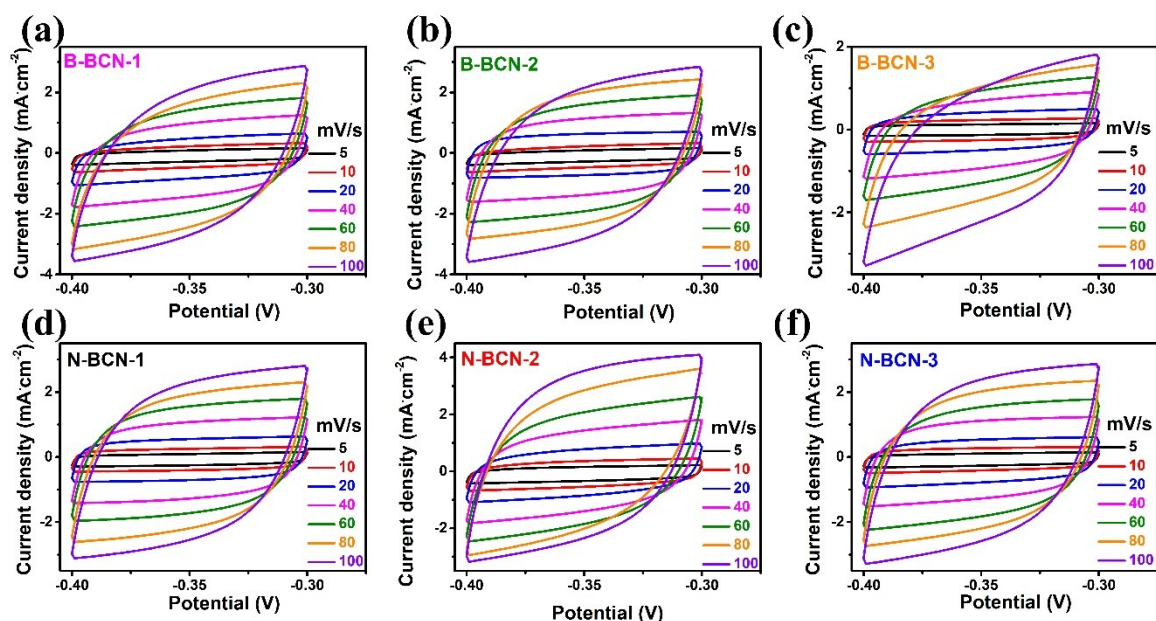 (a)
B-BCN-1
Current density (mA·cm⁻²)
2
0
-2
-4
mV/s
5
10
20
40
60
80
100
-0.40
-0.35
-0.30
Potential (V)
(b)
B-BCN-2
Current density (mA·cm⁻²)
2
0
-2
-4
mV/s
5
10
20
40
60
80
100
-0.40
-0.35
-0.30
Potential (V)
(c)
B-BCN-3
Current density (mA·cm⁻²)
2
0
-2
mV/s
5
10
20
40
60
80
100
-0.40
-0.35
-0.30
Potential (V)
(d)
N-BCN-1
Current density (mA·cm⁻²)
2
0
-2
mV/s
5
10
20
40
60
80
100
-0.40
-0.35
-0.30
Potential (V)
(e)
N-BCN-2
Current density (mA·cm⁻²)
4
2
0
-2
mV/s
5
10
20
40
60
80
100
-0.40
-0.35
-0.30
Potential (V)
(f)
N-BCN-3
Current density (mA·cm⁻²)
2
0
-2
mV/s
5
10
20
40
60
80
100
-0.40
-0.35
-0.30
Potential (V)